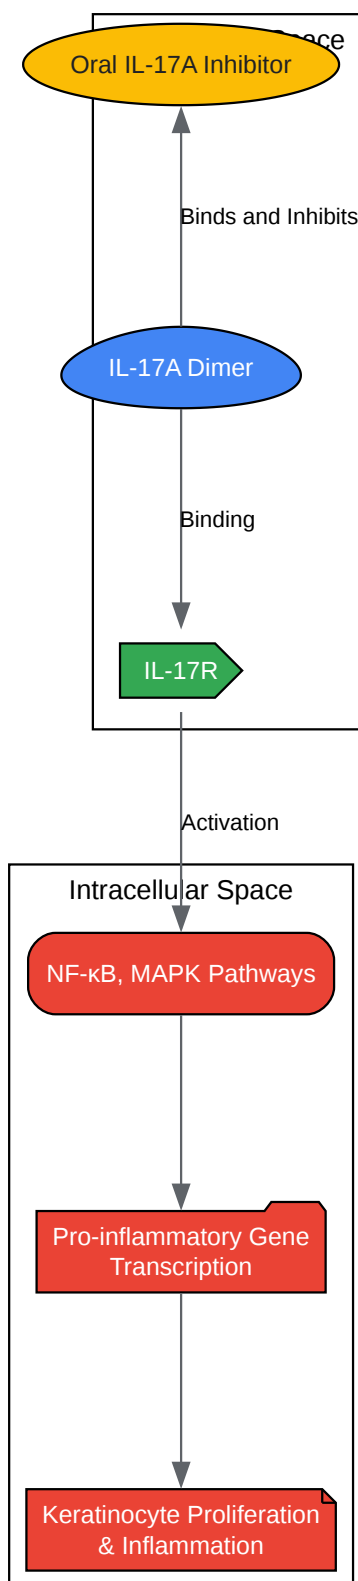 Oral IL-17A Inhibitor
Binds and Inhibits
IL-17A Dimer
Binding
IL-17R
Activation
Intracellular Space
NF-κB, MAPK Pathways
Pro-inflammatory Gene
Transcription
Keratinocyte Proliferation
& Inflammation